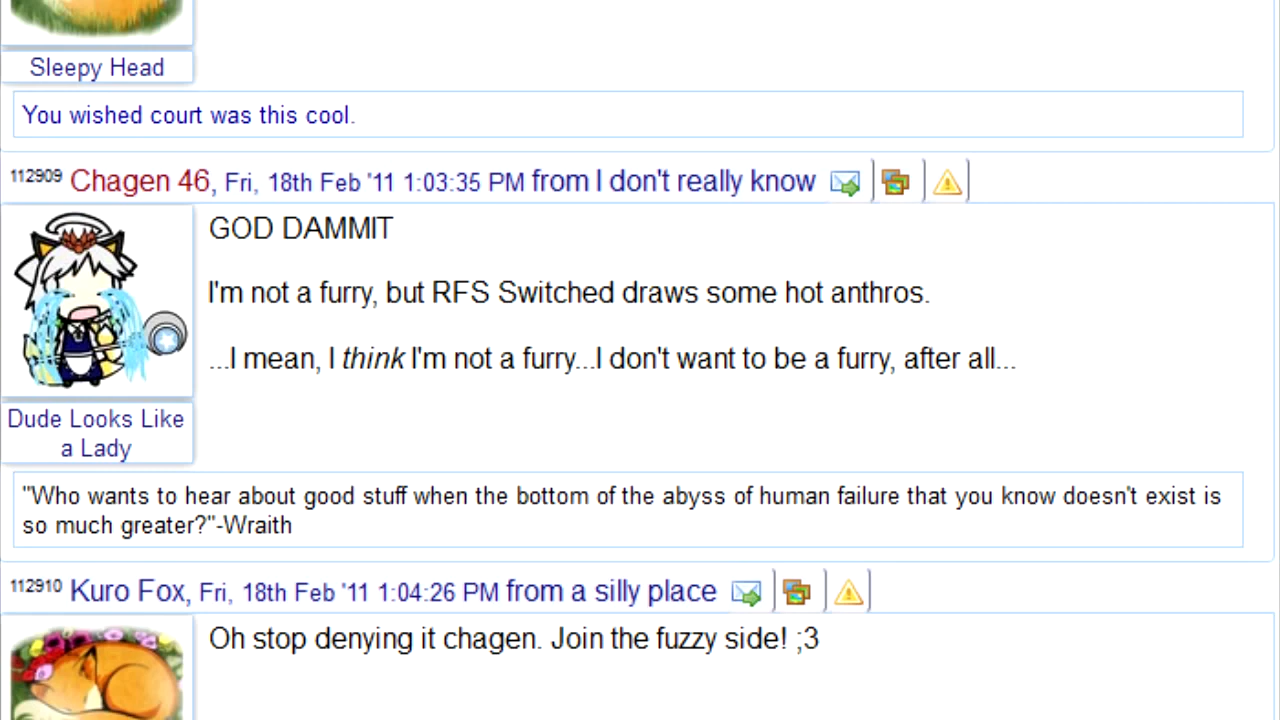 Sleepy Head
You wished court was this cool.
112909 Chagen 46, Fri, 18th Feb '11 1:03:35 PM from I don't really know
GOD DAMMIT
I'm not a furry, but RFS Switched draws some hot anthros.
...I mean, I think I'm not a furry...I don't want to be a furry, after all...
Dude Looks Like
a Lady
"Who wants to hear about good stuff when the bottom of the abyss of human failure that you know doesn't exist is
so much greater?"-Wraith
112910 Kuro Fox, Fri, 18th Feb '11 1:04:26 PM from a silly place
Oh stop denying it chagen. Join the fuzzy side! ;3